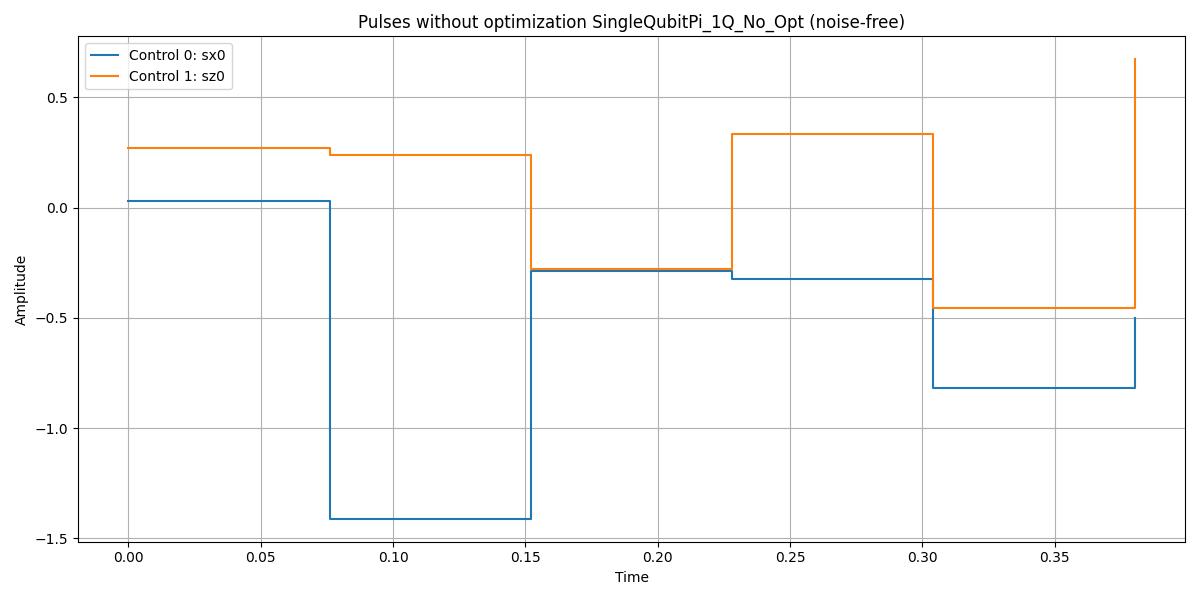 Pulses without optimization SingleQubitPi_1Q_No_Opt (noise-free)
Control 0: sx0
Control 1: sz0
Amplitude
0.5
0.0
−0.5
−1.0
−1.5
0.00 0.05 0.10 0.15 0.20 0.25 0.30 0.35
Time